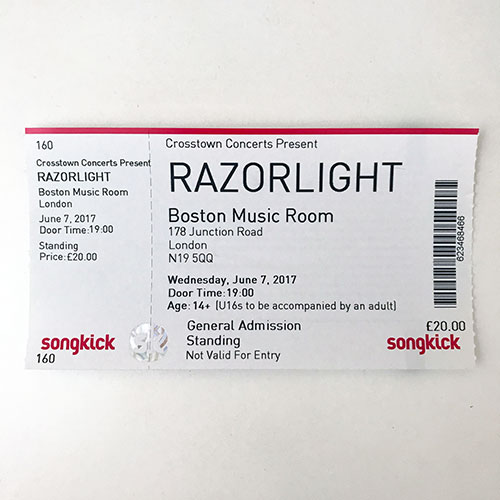 160
Crosstown Concerts Present
RAZORLIGHT
Boston Music Room
London
June 7, 2017
Door Time:19:00
Standing
Price:£20.00
songkick
160
Crosstown Concerts Present
RAZORLIGHT
Boston Music Room
178 Junction Road
London
N19 5QQ
Wednesday, June 7, 2017
Door Time:19:00
Age: 14+ (U16s to be accompanied by an adult)
General Admission
Standing
Not Valid For Entry
£20.00
songkick
623468466